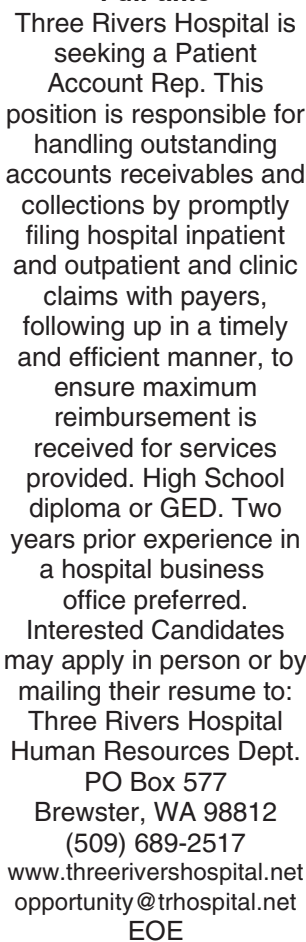 Three Rivers Hospital is
seeking a Patient
Account Rep. This
position is responsible for
handling outstanding
accounts receivables and
collections by promptly
filing hospital inpatient
and outpatient and clinic
claims with payers,
following up in a timely
and efficient manner, to
ensure maximum
reimbursement is
received for services
provided. High School
diploma or GED. Two
years prior experience in
a hospital business
office preferred.
Interested Candidates
may apply in person or by
mailing their resume to:
Three Rivers Hospital
Human Resources Dept.
PO Box 577
Brewster, WA 98812
(509) 689-2517
www.threerivershospital.net
opportunity@trhospital.net
EOE